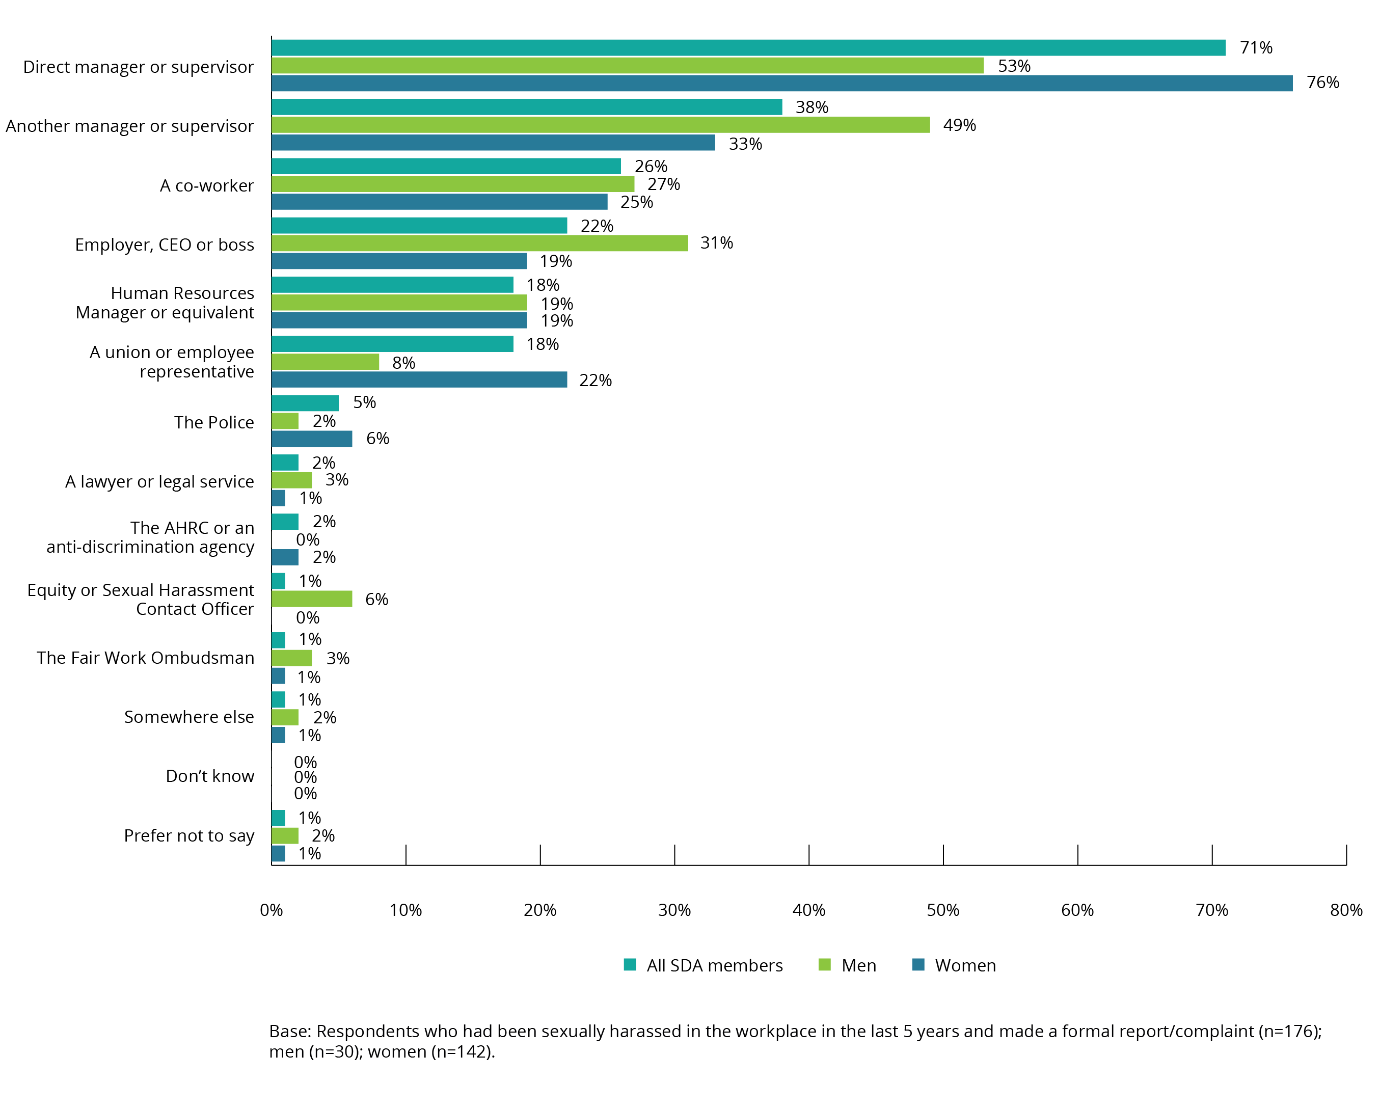 Direct manager or supervisor
71%
53%
76%
Another manager or supervisor
38%
49%
33%
A co-worker
26%
27%
25%
Employer, CEO or boss
22%
31%
19%
Human Resources
Manager or equivalent
18%
19%
19%
A union or employee
representative
18%
8%
22%
The Police
5%
2%
6%
A lawyer or legal service
2%
3%
1%
The AHRC or an
anti-discrimination agency
2%
0%
2%
Equity or Sexual Harassment
Contact Officer
1%
6%
0%
The Fair Work Ombudsman
1%
3%
1%
Somewhere else
1%
2%
1%
Don’t know
0%
0%
0%
Prefer not to say
1%
2%
1%
0% 10% 20% 30% 40% 50% 60% 70% 80%
All SDA members Men Women
Base: Respondents who had been sexually harassed in the workplace in the last 5 years and made a formal report/complaint (n=176);
men (n=30); women (n=142).